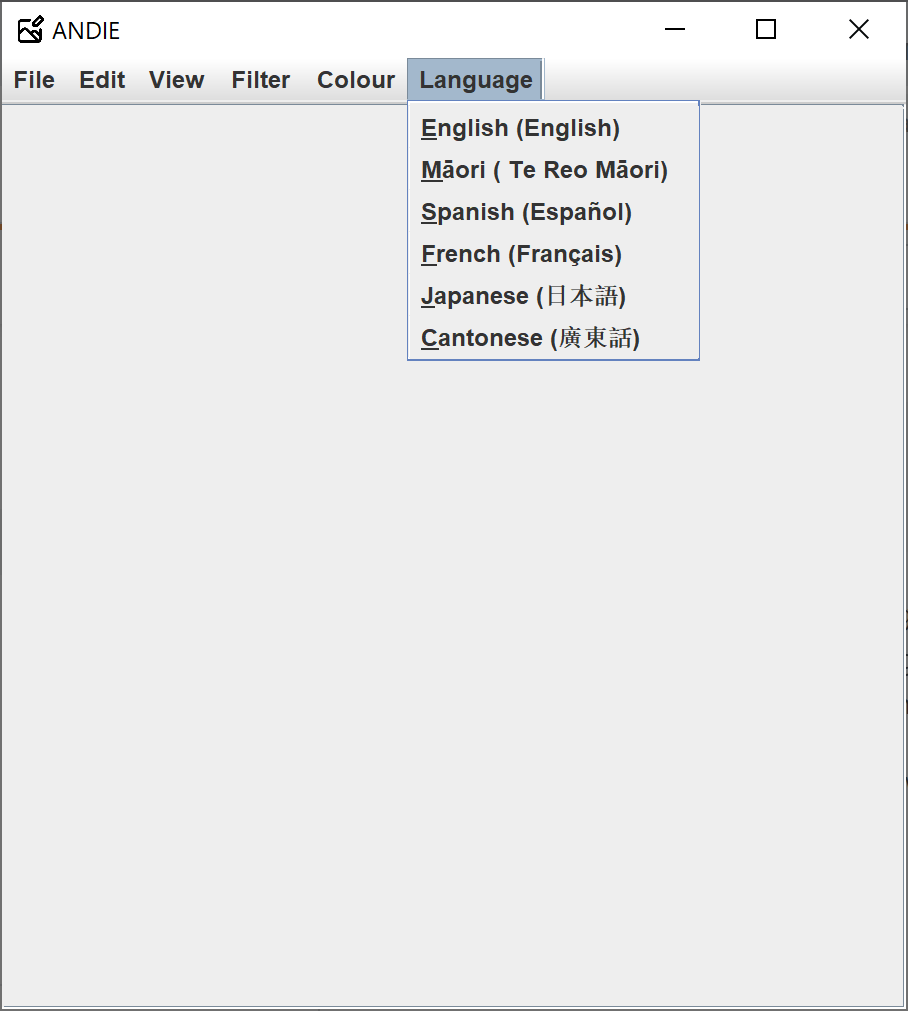 ANDIE
File Edit View Filter Colour Language
English (English)
Māori ( Te Reo Māori)
Spanish (Español)
French (Français)
Japanese (日本語)
Cantonese (廣東話)